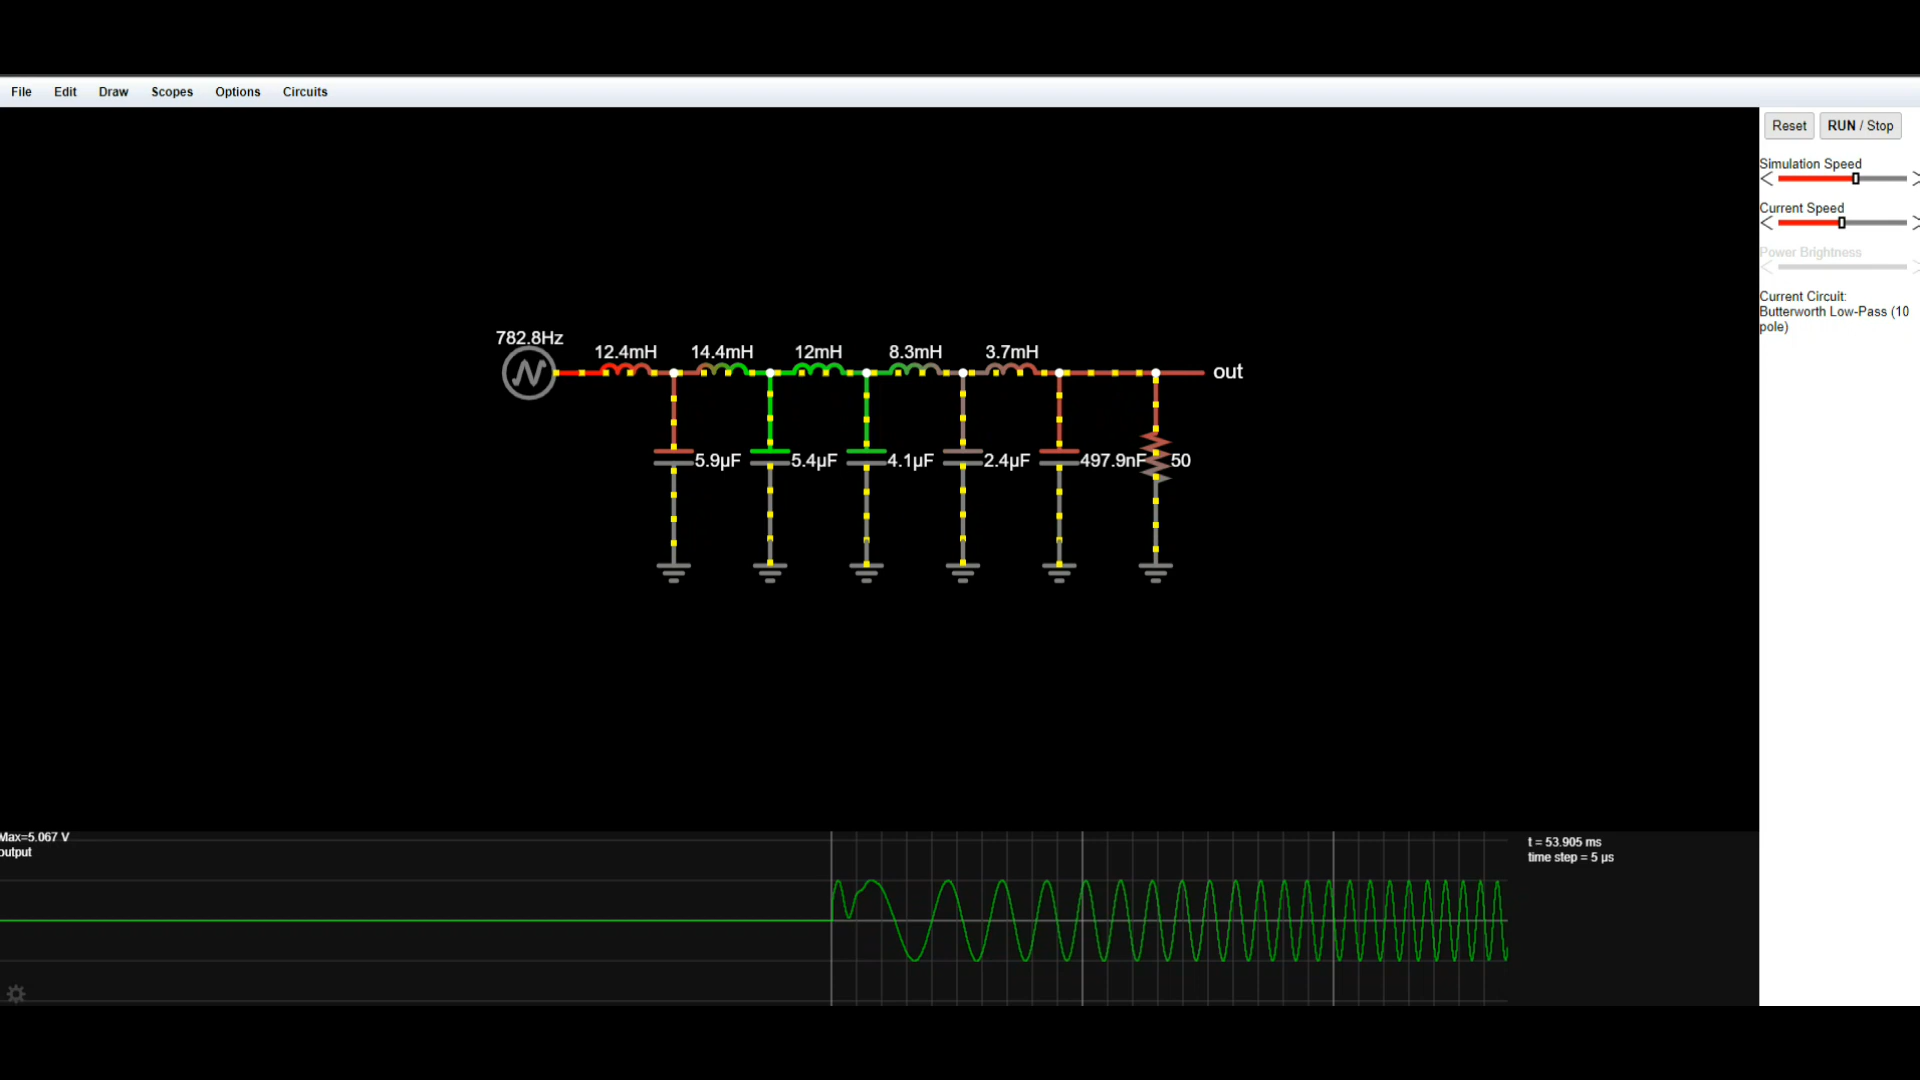 File Edit Draw Scopes Options Circuits
Reset RUN / Stop
Simulation Speed
Current Speed
Power Brightness
Current Circuit:
Butterworth Low-Pass (10
pole)
782.8Hz
12.4mH 14.4mH 12mH 8.3mH 3.7mH
out
5.9μF 5.4μF 4.1μF 2.4μF 497.9nF 50
Max=5.067 V
output
t = 53.905 ms
time step = 5 μs